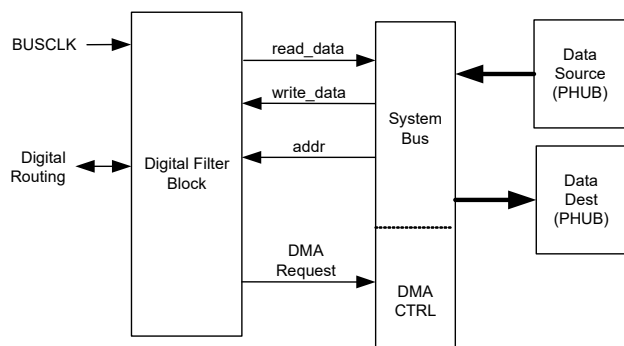 BUSCLK
Digital
Routing
Digital Filter
Block
read_data
write_data
addr
DMA
Request
System
Bus
DMA
CTRL
Data
Source
(PHUB)
Data
Dest
(PHUB)